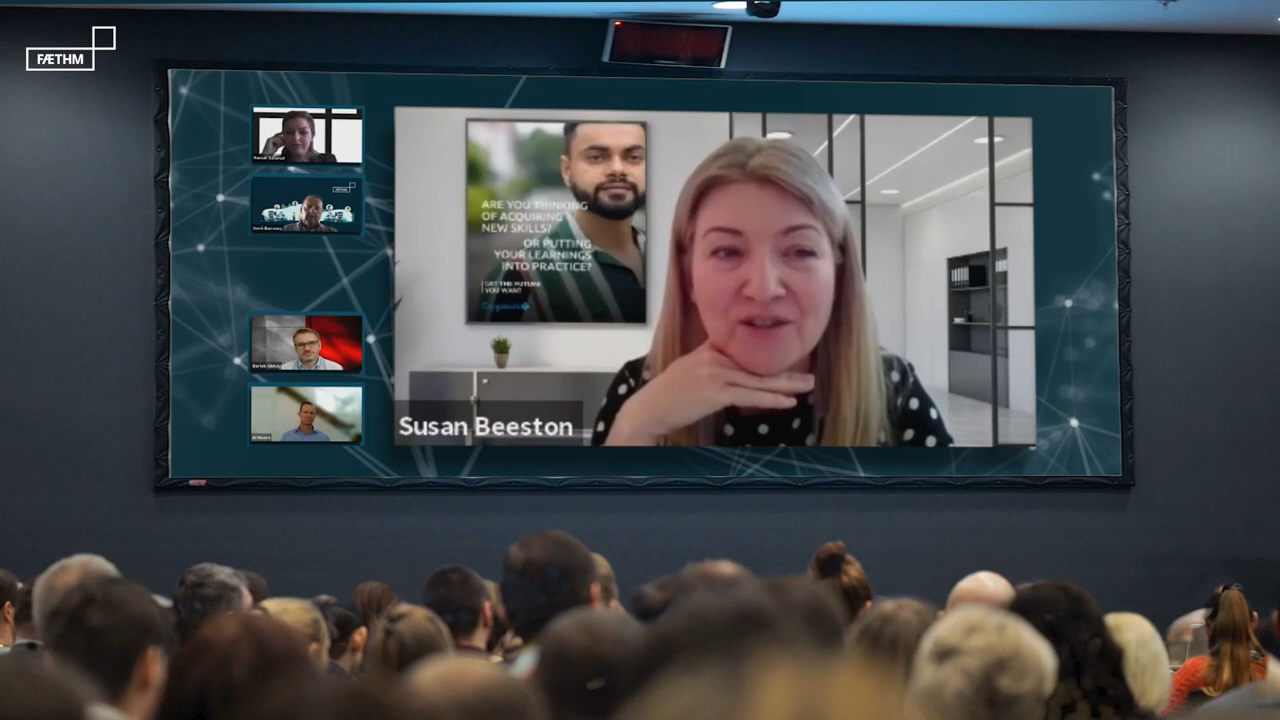 FÆTHM
ARE YOU THINKING
OF ACQUIRING
NEW SKILLS?
OR PUTTING
YOUR LEARNINGS
INTO PRACTICE?
GET THE FUTURE
YOU WANT
Capgemini
Susan Beeston